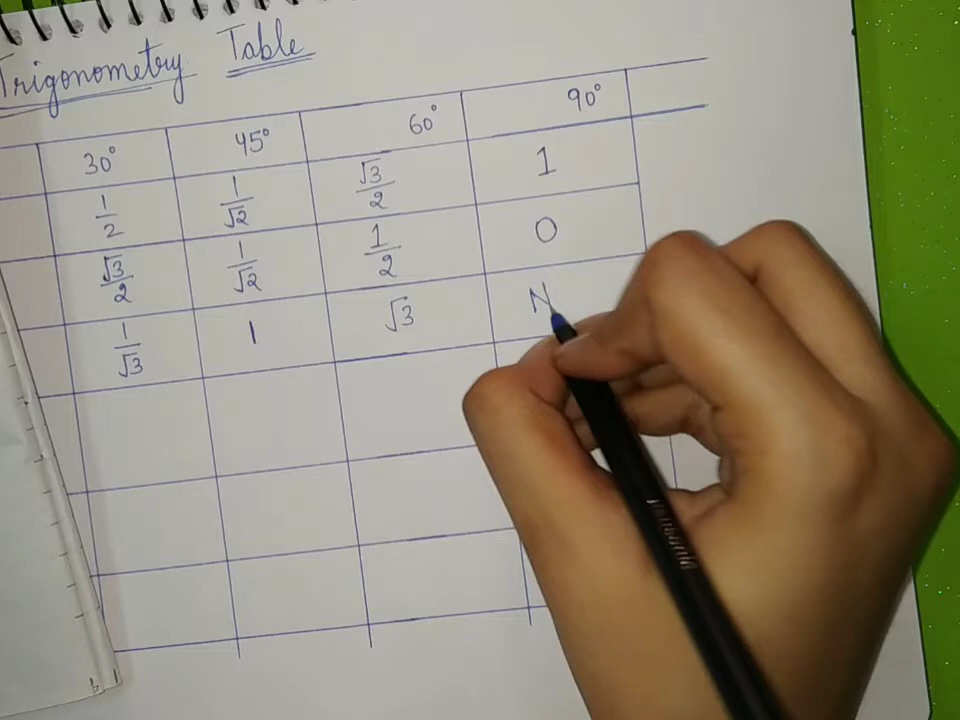 Trigonometry Table
30° 45° 60° 90°
1/2 1/√2 √3/2 1
√3/2 1/√2 1/2 0
1/√3 1 √3 N